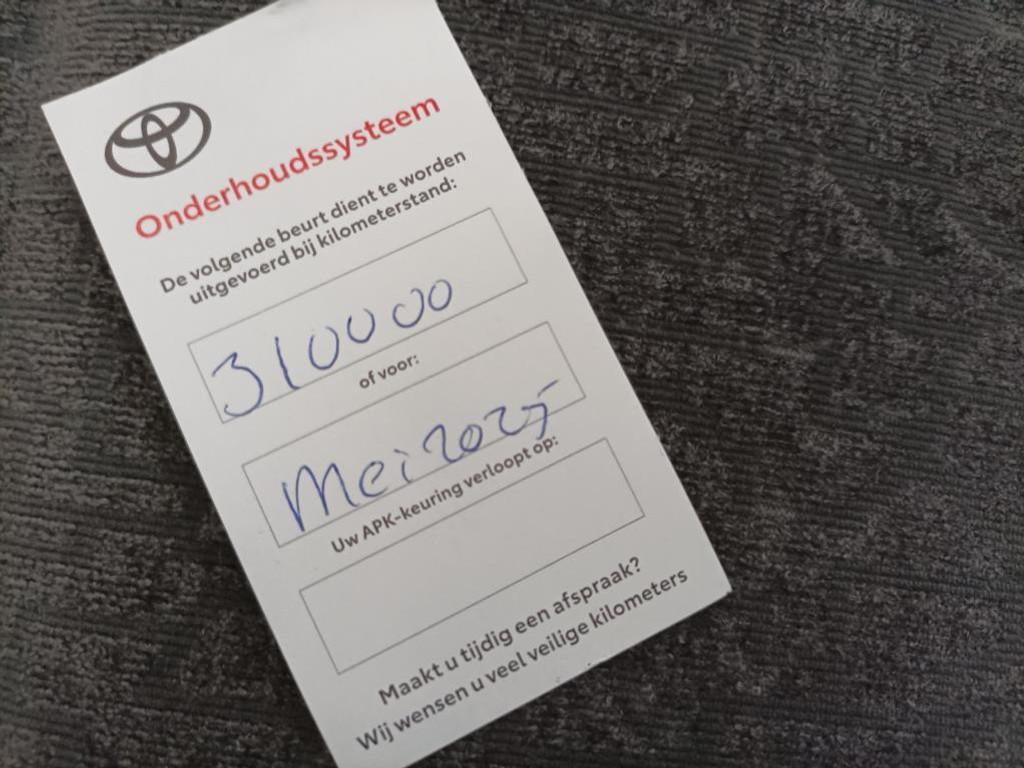 Onderhoudssysteem
De volgende beurt dient te worden
uitgevoerd bij kilometerstand:
310000
of voor:
Mei 2025
Uw APK-keuring verloopt op:
Maakt u tijdig een afspraak?
Wij wensen u veel veilige kilometers